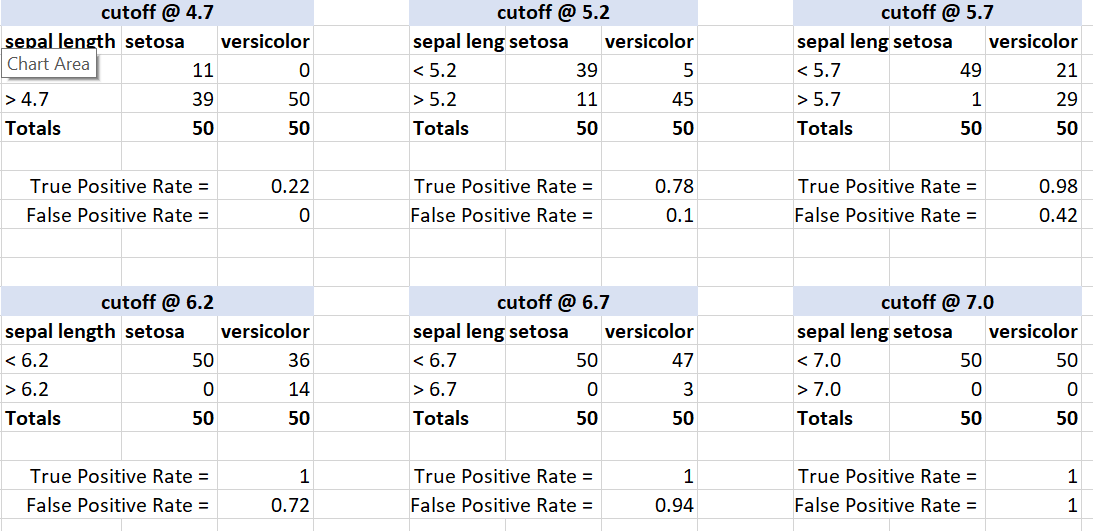 cutoff @ 4.7 cutoff @ 5.2 cutoff @ 5.7
sepal length setosa versicolor sepal leng setosa versicolor sepal leng setosa versicolor
Chart Area 11 0 < 5.2 39 5 < 5.7 49 21
> 4.7 39 50 > 5.2 11 45 > 5.7 1 29
Totals 50 50 Totals 50 50 Totals 50 50
True Positive Rate = 0.22 True Positive Rate = 0.78 True Positive Rate = 0.98
False Positive Rate = 0 False Positive Rate = 0.1 False Positive Rate = 0.42
cutoff @ 6.2 cutoff @ 6.7 cutoff @ 7.0
sepal length setosa versicolor sepal leng setosa versicolor sepal leng setosa versicolor
< 6.2 50 36 < 6.7 50 47 < 7.0 50 50
> 6.2 0 14 > 6.7 0 3 > 7.0 0 0
Totals 50 50 Totals 50 50 Totals 50 50
True Positive Rate = 1 True Positive Rate = 1 True Positive Rate = 1
False Positive Rate = 0.72 False Positive Rate = 0.94 False Positive Rate = 1